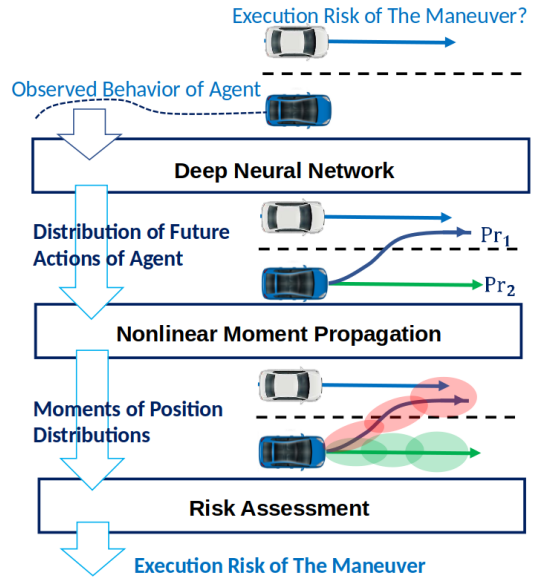 Execution Risk of The Maneuver?
Observed Behavior of Agent
Deep Neural Network
Distribution of Future
Actions of Agent
Pr₁
Pr₂
Nonlinear Moment Propagation
Moments of Position
Distributions
Risk Assessment
Execution Risk of The Maneuver